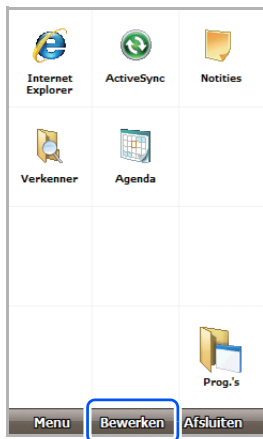 Internet
Explorer
ActiveSync
Notities
Verkenner
Agenda
Prog.'s
Menu
Bewerken
Afsluiten